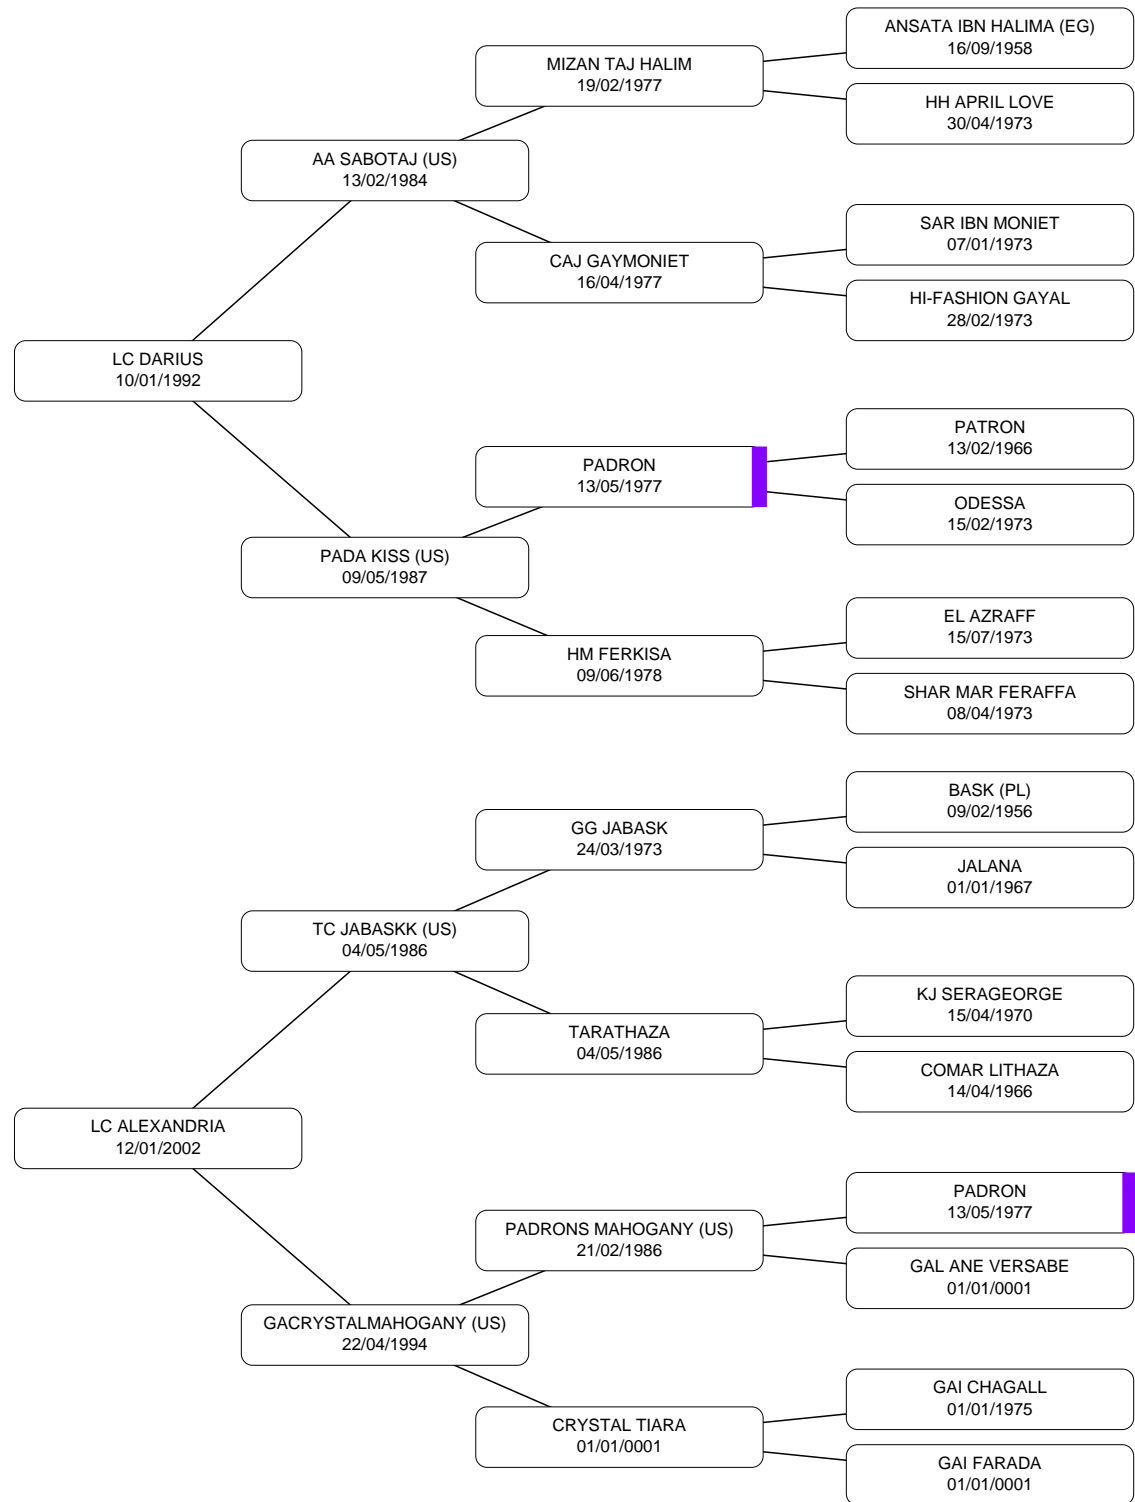 ANSATA IBN HALIMA (EG)
16/09/1958
MIZAN TAJ HALIM
19/02/1977
HH APRIL LOVE
30/04/1973
AA SABOTAJ (US)
13/02/1984
SAR IBN MONIET
07/01/1973
CAJ GAYMONIET
16/04/1977
HI-FASHION GAYAL
28/02/1973
LC DARIUS
10/01/1992
PATRON
13/02/1966
PADRON
13/05/1977
ODESSA
15/02/1973
PADA KISS (US)
09/05/1987
EL AZRAFF
15/07/1973
HM FERKISA
09/06/1978
SHAR MAR FERAFFA
08/04/1973
BASK (PL)
09/02/1956
GG JABASK
24/03/1973
JALANA
01/01/1967
TC JABASKK (US)
04/05/1986
KJ SERAGEORGE
15/04/1970
TARATHAZA
04/05/1986
COMAR LITHAZA
14/04/1966
LC ALEXANDRIA
12/01/2002
PADRON
13/05/1977
PADRONS MAHOGANY (US)
21/02/1986
GAL ANE VERSABE
01/01/0001
GACRYSTALMAHOGANY (US)
22/04/1994
GAI CHAGALL
01/01/1975
CRYSTAL TIARA
01/01/0001
GAI FARADA
01/01/0001